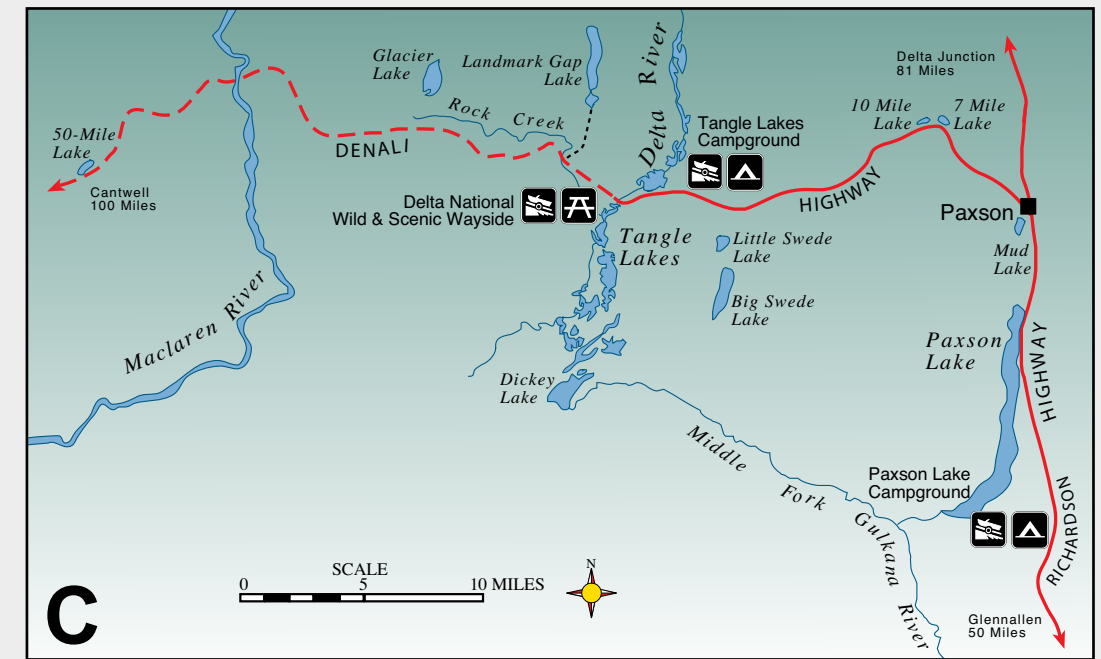 Glacier
Lake
Landmark Gap
Lake
Delta River
Delta Junction
81 Miles
Rock Creek
10 Mile
Lake
7 Mile
Lake
Delta
Tangle Lakes
Campground
50-Mile
Lake
DENALI
Cantwell
100 Miles
Delta National
Wild & Scenic Wayside
HIGHWAY
Paxson
Tangle
Lakes
Little Swede
Lake
Mud
Lake
Big Swede
Lake
Maclaren River
Paxson
Lake
HIGHWAY
Dickey
Lake
Middle Fork
Paxson Lake
Campground
Gulkana River
RICHARDSON
SCALE
0 5 10 MILES
N
C
Glennallen
50 Miles